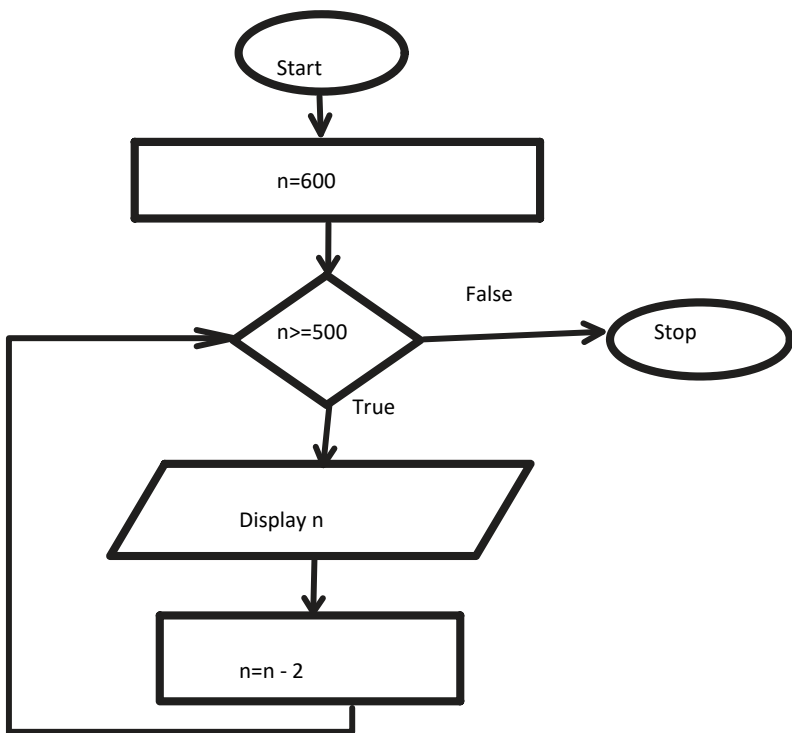 Start
n=600
n>=500
False
Stop
True
Display n
n=n - 2